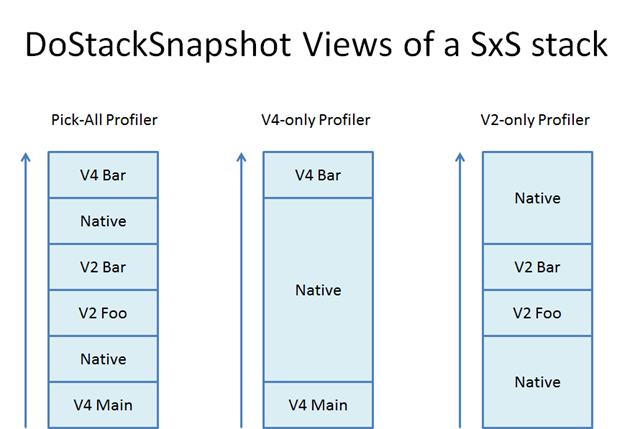 DoStackSnapshot Views of a SxS stack
Pick-All Profiler
V4 Bar
Native
V2 Bar
V2 Foo
Native
V4 Main
V4-only Profiler
V4 Bar
Native
V4 Main
V2-only Profiler
Native
V2 Bar
V2 Foo
Native